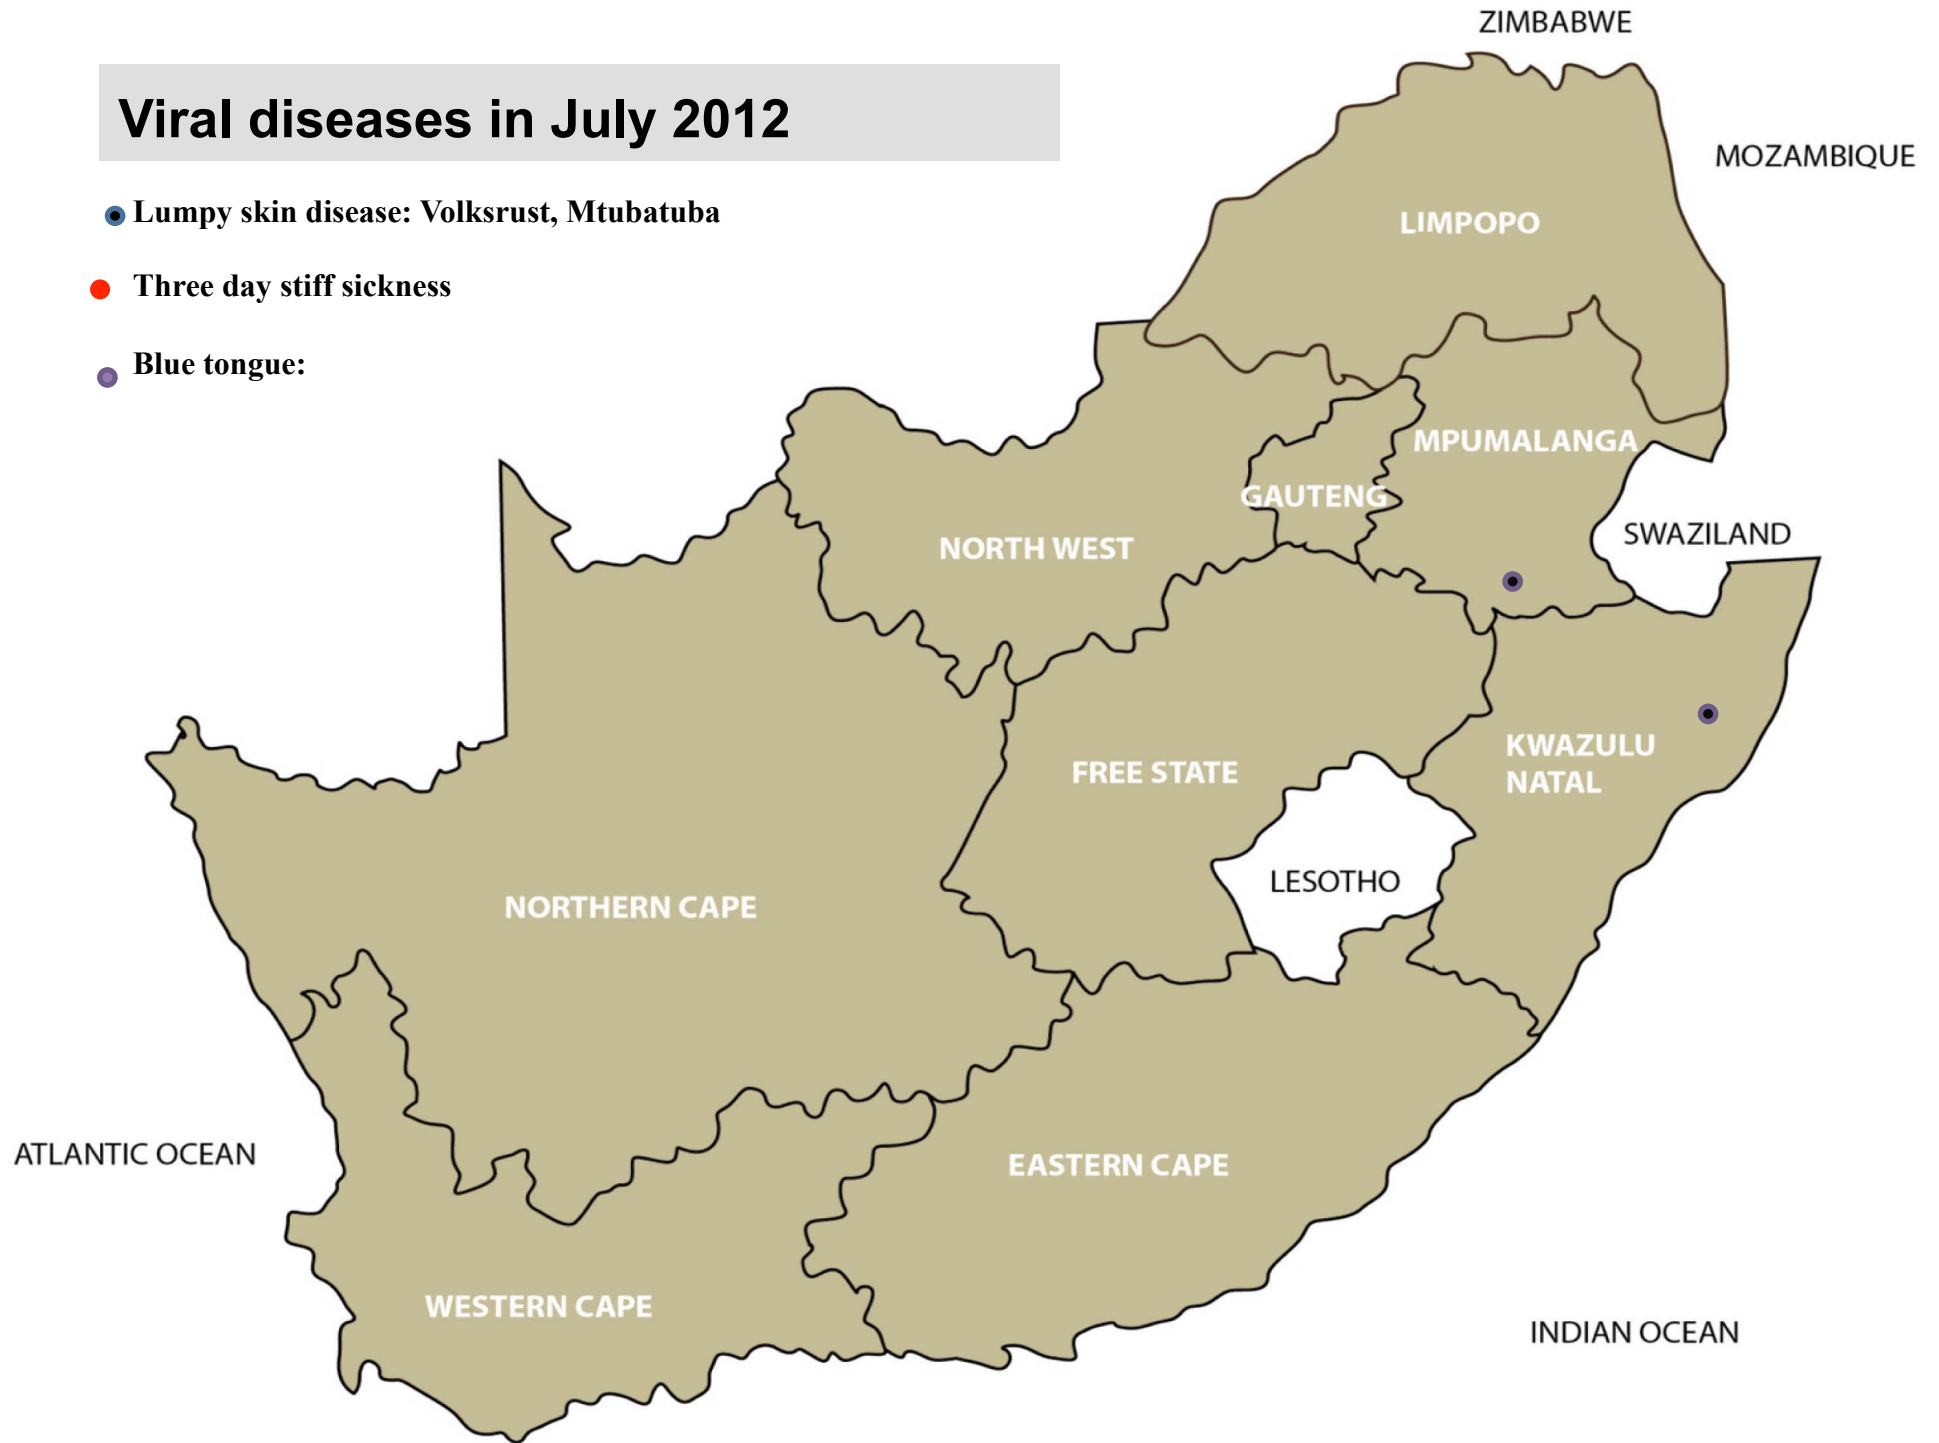 ZIMBABWE
Viral diseases in July 2012
MOZAMBIQUE
Lumpy skin disease: Volksrust, Mtubatuba
LIMPOPO
Three day stiff sickness
Blue tongue:
MPUMALANGA
GAUTENG
SWAZILAND
NORTH WEST
KWAZULU
NATAL
FREE STATE
LESOTHO
NORTHERN CAPE
ATLANTIC OCEAN
EASTERN CAPE
WESTERN CAPE
INDIAN OCEAN